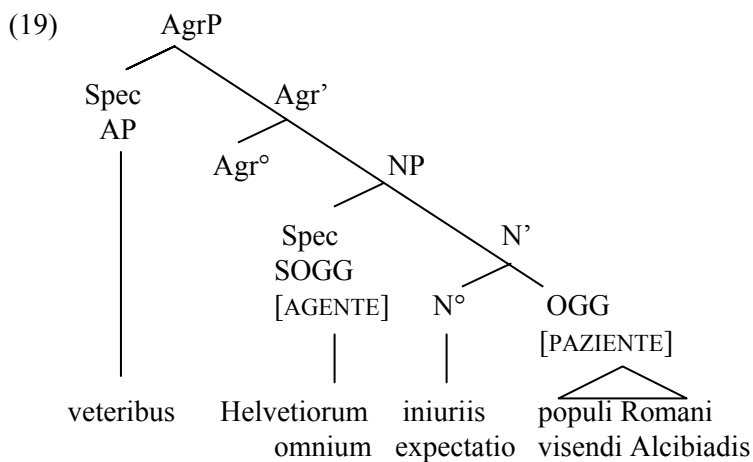 (19) AgrP
Spec Agr’
AP
Agr° NP
Spec N’
SOGG
[AGENTE] N° OGG
[PAZIENTE]
veteribus Helvetiorum iniuriis populi Romani
omnium expectatio visendi Alcibiadis